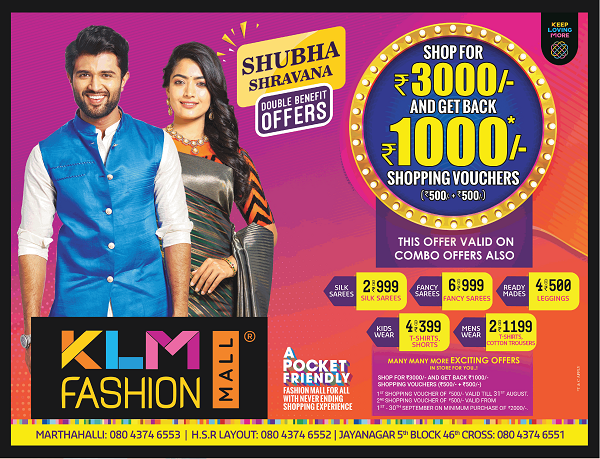 KEEP
LOVING
MORE
SHUBHA
SHRAVANA
DOUBLE BENEFIT
OFFERS
SHOP FOR
₹3000/-
AND GET BACK
₹1000*/-
SHOPPING VOUCHERS
(₹500/- + ₹500/-)
THIS OFFER VALID ON
COMBO OFFERS ALSO
SILK
SAREES
2 FOR 999
SILK SAREES
FANCY
SAREES
6 FOR 999
FANCY SAREES
READY
MADES
4 FOR 500
LEGGINGS
KIDS
WEAR
4 FOR 399
T-SHIRTS,
SHORTS
MENS
WEAR
2 FOR 1199
T-SHIRTS,
COTTON TROUSERS
MANY MANY MORE EXCITING OFFERS
IN STORE FOR YOU..!
SHOP FOR ₹3000/- AND GET BACK ₹1000/-
SHOPPING VOUCHERS (₹500/- + ₹500/-)
1ST SHOPPING VOUCHER OF ₹500/- VALID TILL 31ST AUGUST.
2ND SHOPPING VOUCHER OF ₹500/- VALID FROM
1ST - 30TH SEPTEMBER ON MINIMUM PURCHASE OF ₹2000/-.
KLM®
FASHION
MALL
A
POCKET
FRIENDLY
FASHION MALL FOR ALL
WITH NEVER ENDING
SHOPPING EXPERIENCE
MARTHAHALLI: 080 4374 6553 | H.S.R LAYOUT: 080 4374 6552 | JAYANAGAR 5th BLOCK 46th CROSS: 080 4374 6551